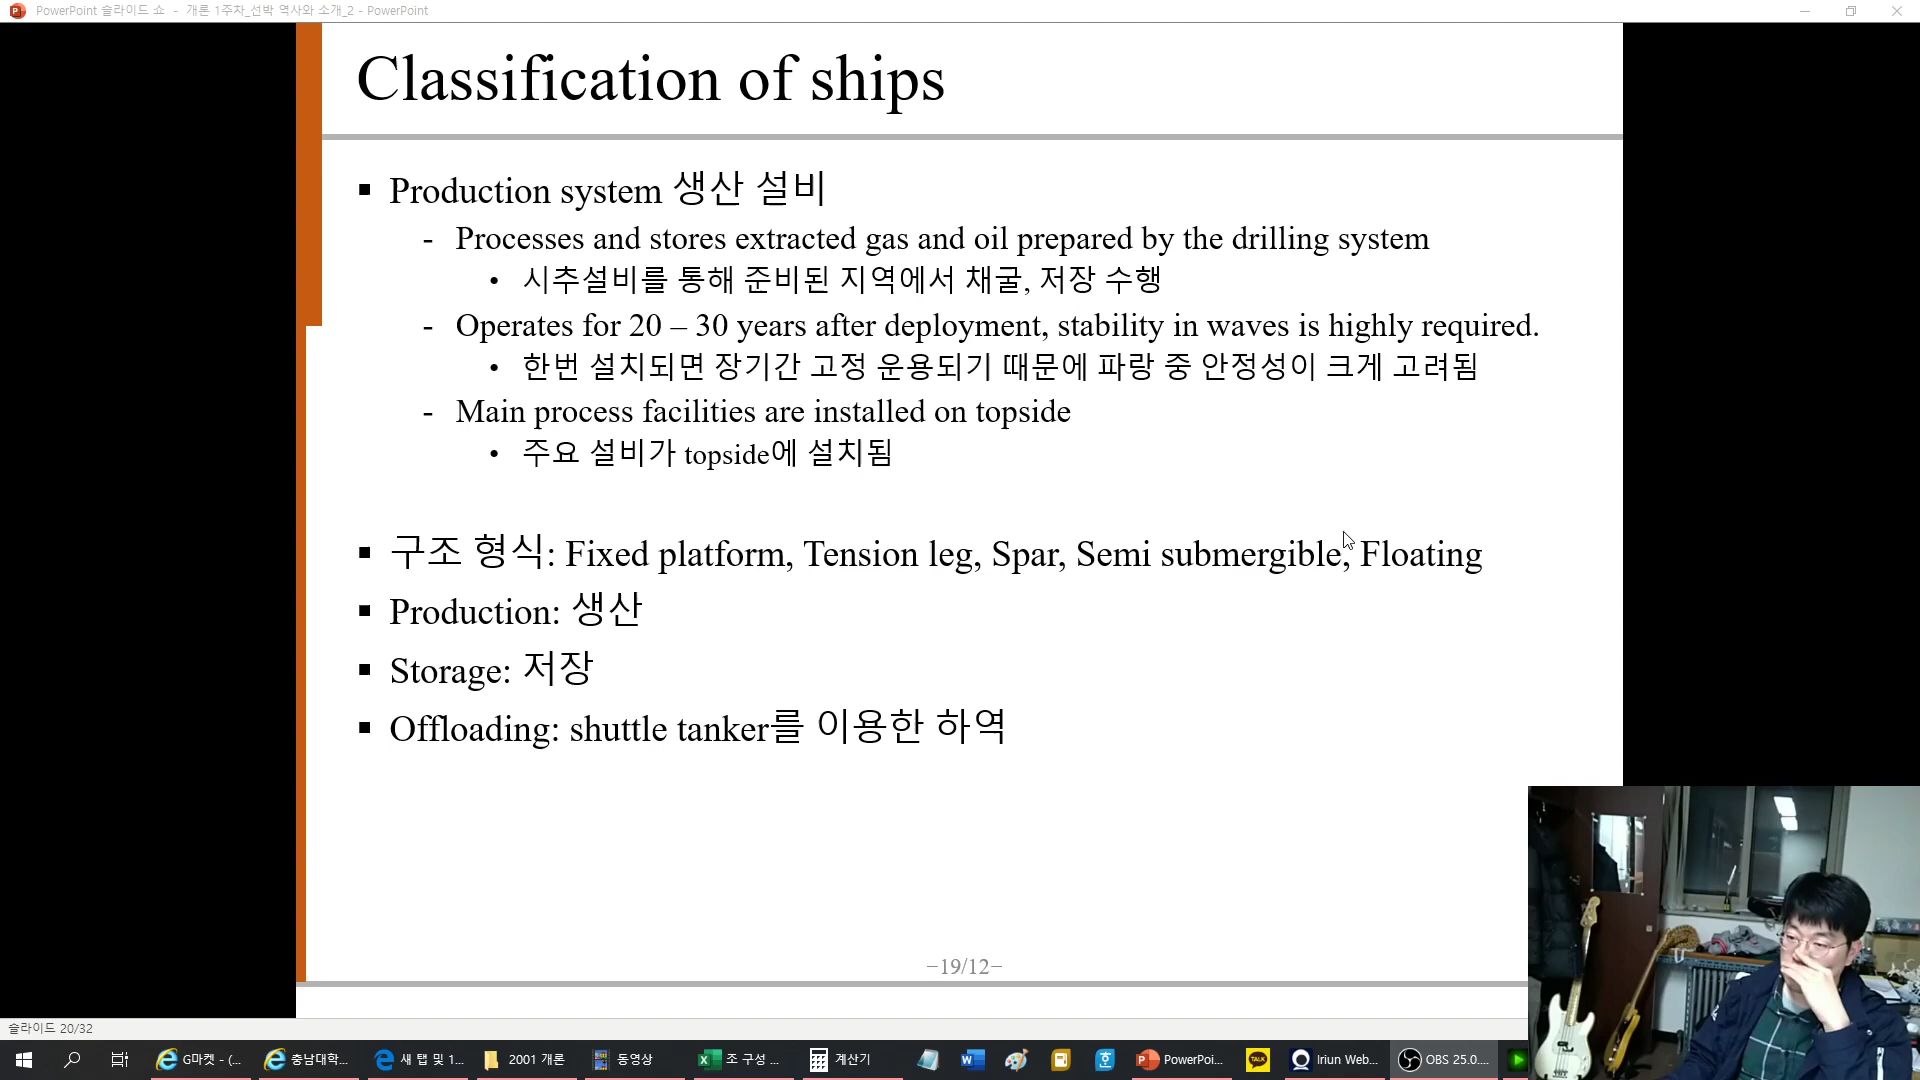 PowerPoint 슬라이드 쇼 - 개론 1주차_선박 역사와 소개_2 - PowerPoint
Classification of ships
▪ Production system 생산 설비
- Processes and stores extracted gas and oil prepared by the drilling system
• 시추설비를 통해 준비된 지역에서 채굴, 저장 수행
- Operates for 20 – 30 years after deployment, stability in waves is highly required.
• 한번 설치되면 장기간 고정 운용되기 때문에 파랑 중 안정성이 크게 고려됨
- Main process facilities are installed on topside
• 주요 설비가 topside에 설치됨
▪ 구조 형식: Fixed platform, Tension leg, Spar, Semi submergible, Floating
▪ Production: 생산
▪ Storage: 저장
▪ Offloading: shuttle tanker를 이용한 하역
−19/12−
슬라이드 20/32
G마켓 - (... 충남대학... 새 탭 및 1... 2001 개론 동영상 조 구성 ... 계산기 PowerPoi... TALK Iriun Web... OBS 25.0....